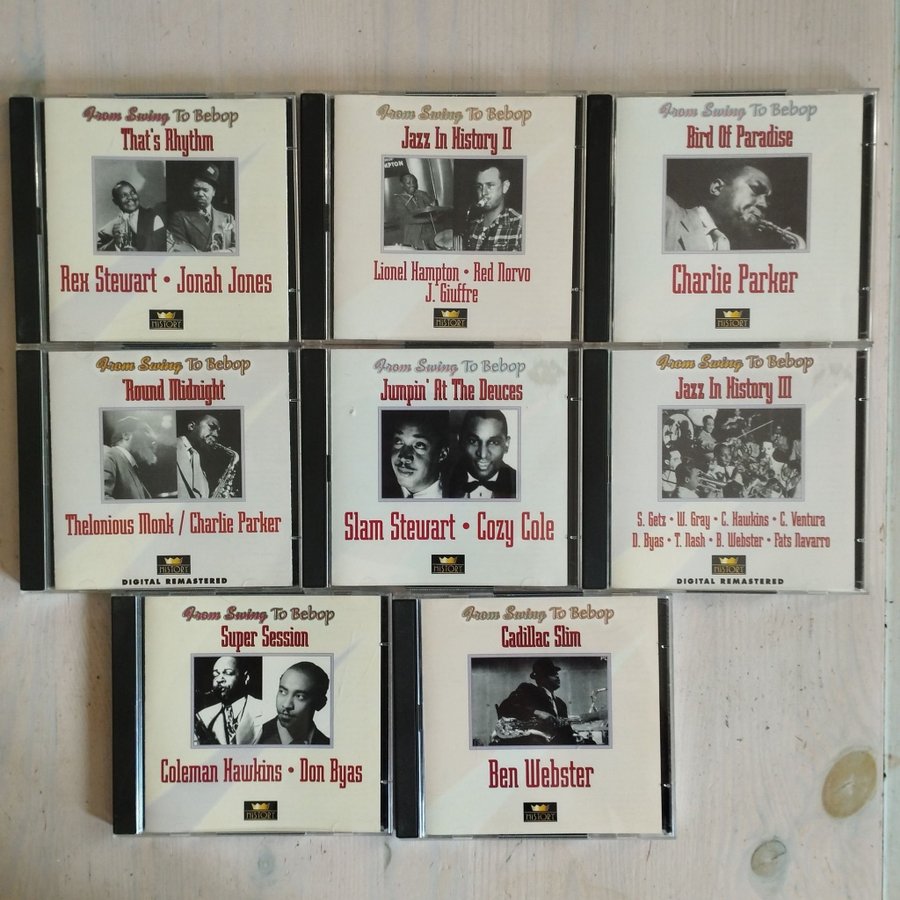 From Swing To Bebop
That's Rhythm
Rex Stewart • Jonah Jones
HISTORY
From Swing To Bebop
Jazz In History II
MPTON
Lionel Hampton • Red Norvo
J. Giuffre
HISTORY
From Swing To Bebop
Bird Of Paradise
Charlie Parker
HISTORY
From Swing To Bebop
'Round Midnight
Thelonious Monk / Charlie Parker
HISTORY
DIGITAL REMASTERED
From Swing To Bebop
Jumpin' At The Deuces
Slam Stewart • Cozy Cole
HISTORY
From Swing To Bebop
Jazz In History III
S. Getz • W. Gray • C. Hawkins • C. Ventura
D. Byas • T. Nash • B. Webster • Fats Navarro
HISTORY
DIGITAL REMASTERED
From Swing To Bebop
Super Session
Coleman Hawkins • Don Byas
HISTORY
From Swing To Bebop
Cadillac Slim
Ben Webster
HISTORY